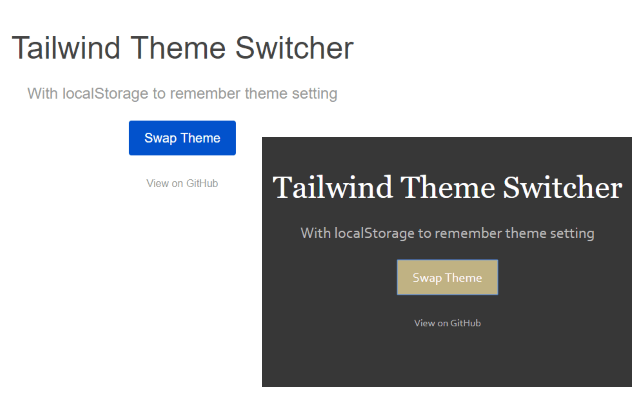 Tailwind Theme Switcher
With localStorage to remember theme setting
Swap Theme
View on GitHub
Tailwind Theme Switcher
With localStorage to remember theme setting
Swap Theme
View on GitHub